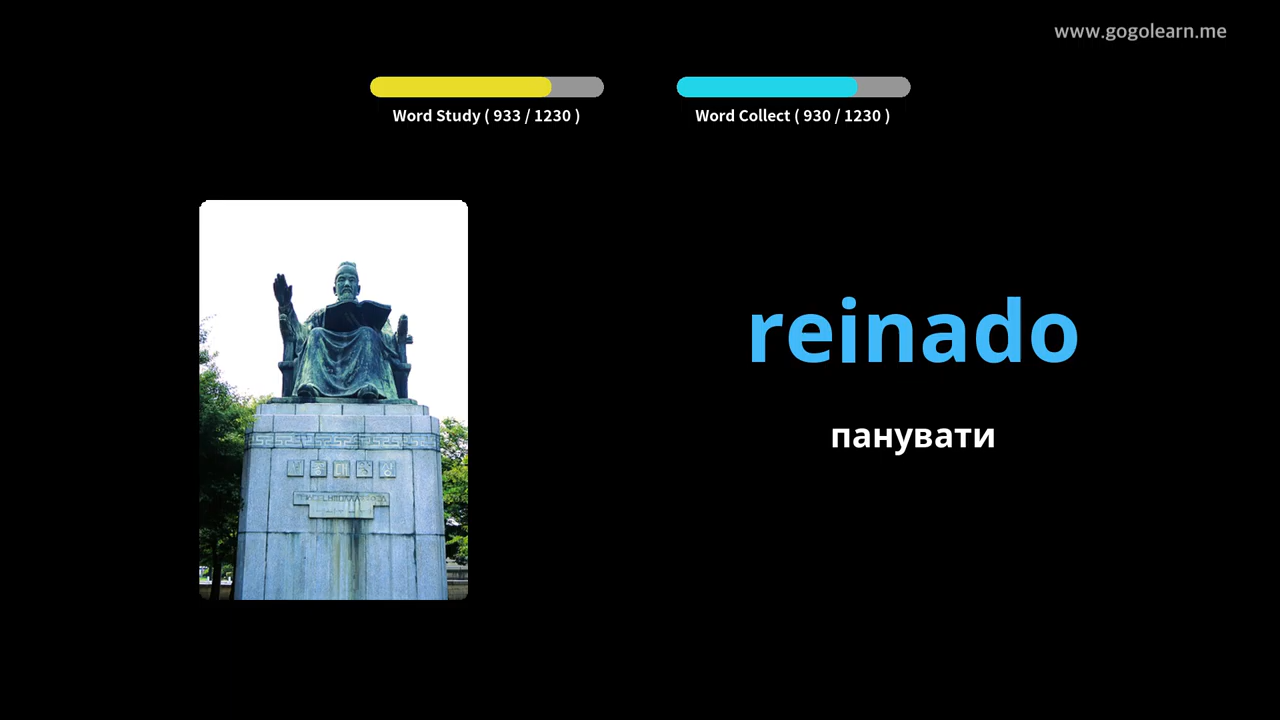 www.gogolearn.me
Word Study ( 933 / 1230 )
Word Collect ( 930 / 1230 )
reinado
панувати